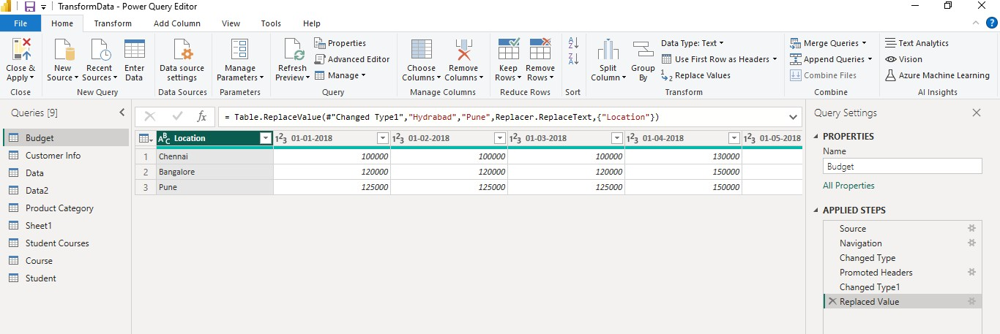 TransformData - Power Query Editor
File Home Transform Add Column View Tools Help
Close & Apply
New Source
Recent Sources
Enter Data
Data source settings
Manage Parameters
Refresh Preview
Properties
Advanced Editor
Manage
Choose Columns
Remove Columns
Keep Rows
Remove Rows
Split Column
Group By
Data Type: Text
Use First Row as Headers
Replace Values
Merge Queries
Append Queries
Combine Files
Text Analytics
Vision
Azure Machine Learning
Close New Query Data Sources Parameters Query Manage Columns Reduce Rows Sort Transform Combine AI Insights
Queries [9]
Budget
Customer Info
Data
Data2
Product Category
Sheet1
Student Courses
Course
Student
fx = Table.ReplaceValue(#"Changed Type1","Hydrabad","Pune",Replacer.ReplaceText,{"Location"})
ABC Location 123 01-01-2018 123 01-02-2018 123 01-03-2018 123 01-04-2018 123 01-05-2018
1 Chennai 100000 100000 100000 130000
2 Bangalore 120000 120000 120000 150000
3 Pune 125000 125000 125000 150000
Query Settings
PROPERTIES
Name
Budget
All Properties
APPLIED STEPS
Source
Navigation
Changed Type
Promoted Headers
Changed Type1
Replaced Value